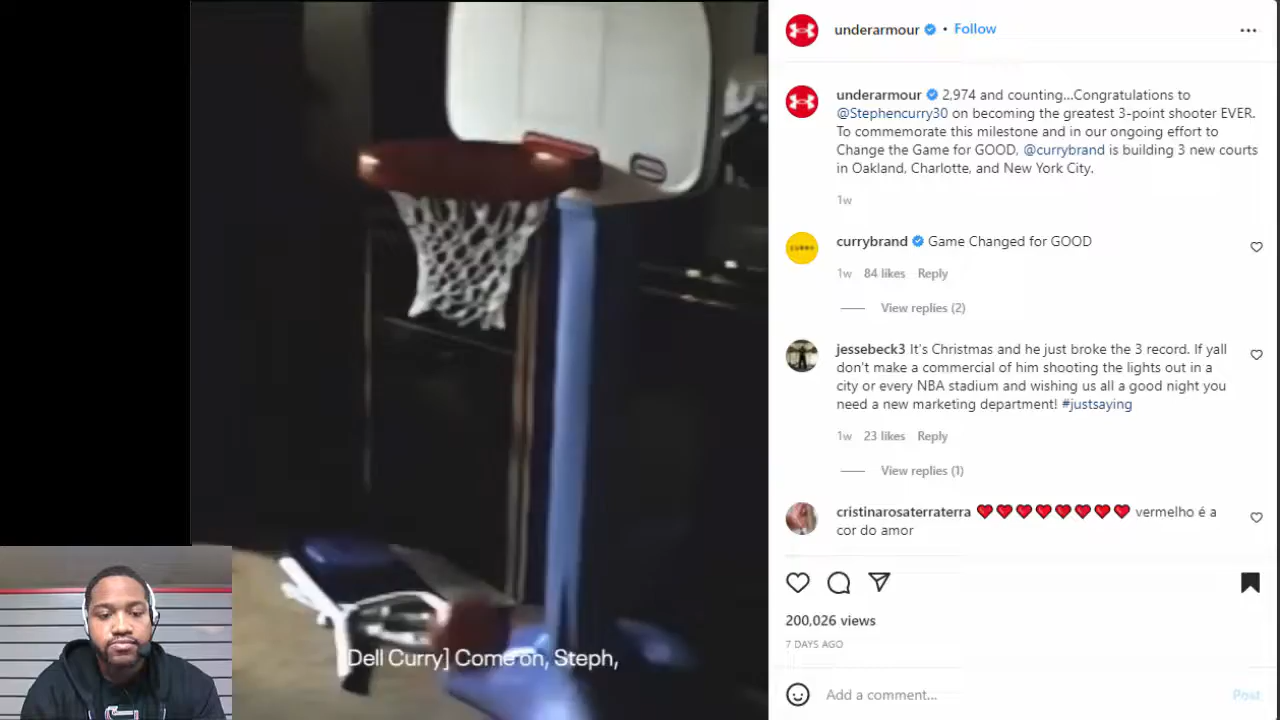 underarmour • Follow
underarmour 2,974 and counting...Congratulations to
@Stephencurry30 on becoming the greatest 3-point shooter EVER.
To commemorate this milestone and in our ongoing effort to
Change the Game for GOOD, @currybrand is building 3 new courts
in Oakland, Charlotte, and New York City.
1w
currybrand Game Changed for GOOD
1w 84 likes Reply
View replies (2)
jessebeck3 It's Christmas and he just broke the 3 record. If yall
don't make a commercial of him shooting the lights out in a
city or every NBA stadium and wishing us all a good night you
need a new marketing department! #justsaying
1w 23 likes Reply
View replies (1)
cristinarosaterraterra ❤❤❤❤❤❤❤❤ vermelho é a
cor do amor
200,026 views
7 DAYS AGO
Add a comment... Post
[Dell Curry] Come on, Steph,